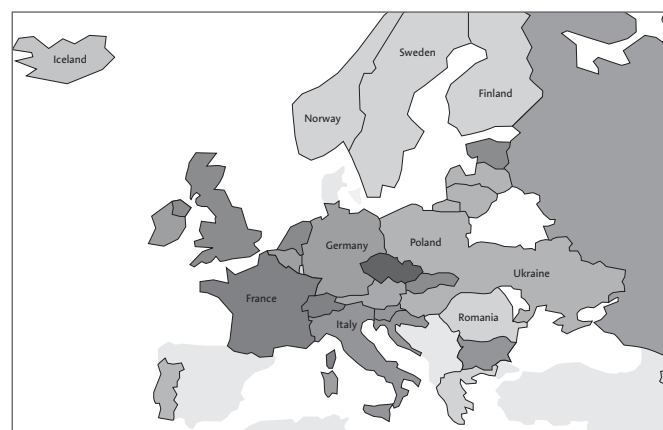 Iceland
Sweden
Finland
Norway
Germany
Poland
Ukraine
France
Romania
Italy